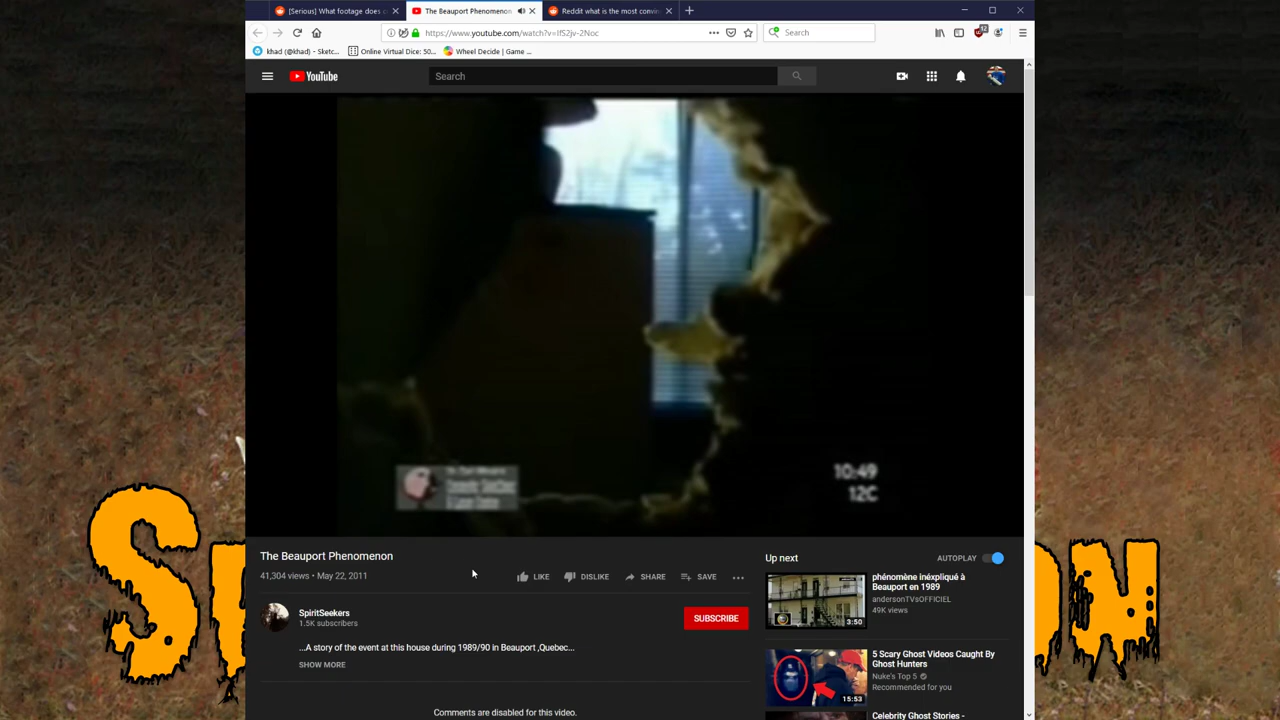 [Serious] What footage does c
The Beauport Phenomenon
Reddit what is the most convin
https://www.youtube.com/watch?v=IfS2jv-2Noc
Search
12
khad (@khad) - Sketc...
Online Virtual Dice: 50...
Wheel Decide | Game ...
YouTube
Search
10:49
12C
The Beauport Phenomenon
41,304 views • May 22, 2011
LIKE
DISLIKE
SHARE
SAVE
SpiritSeekers
1.5K subscribers
SUBSCRIBE
...A story of the event at this house during 1989/90 in Beauport ,Quebec...
SHOW MORE
Comments are disabled for this video.
Up next
AUTOPLAY
phénomène inéxpliqué à
Beauport en 1989
andersonTVsOFFICIEL
49K views
3:50
5 Scary Ghost Videos Caught By
Ghost Hunters
Nuke's Top 5
Recommended for you
15:53
Celebrity Ghost Stories -